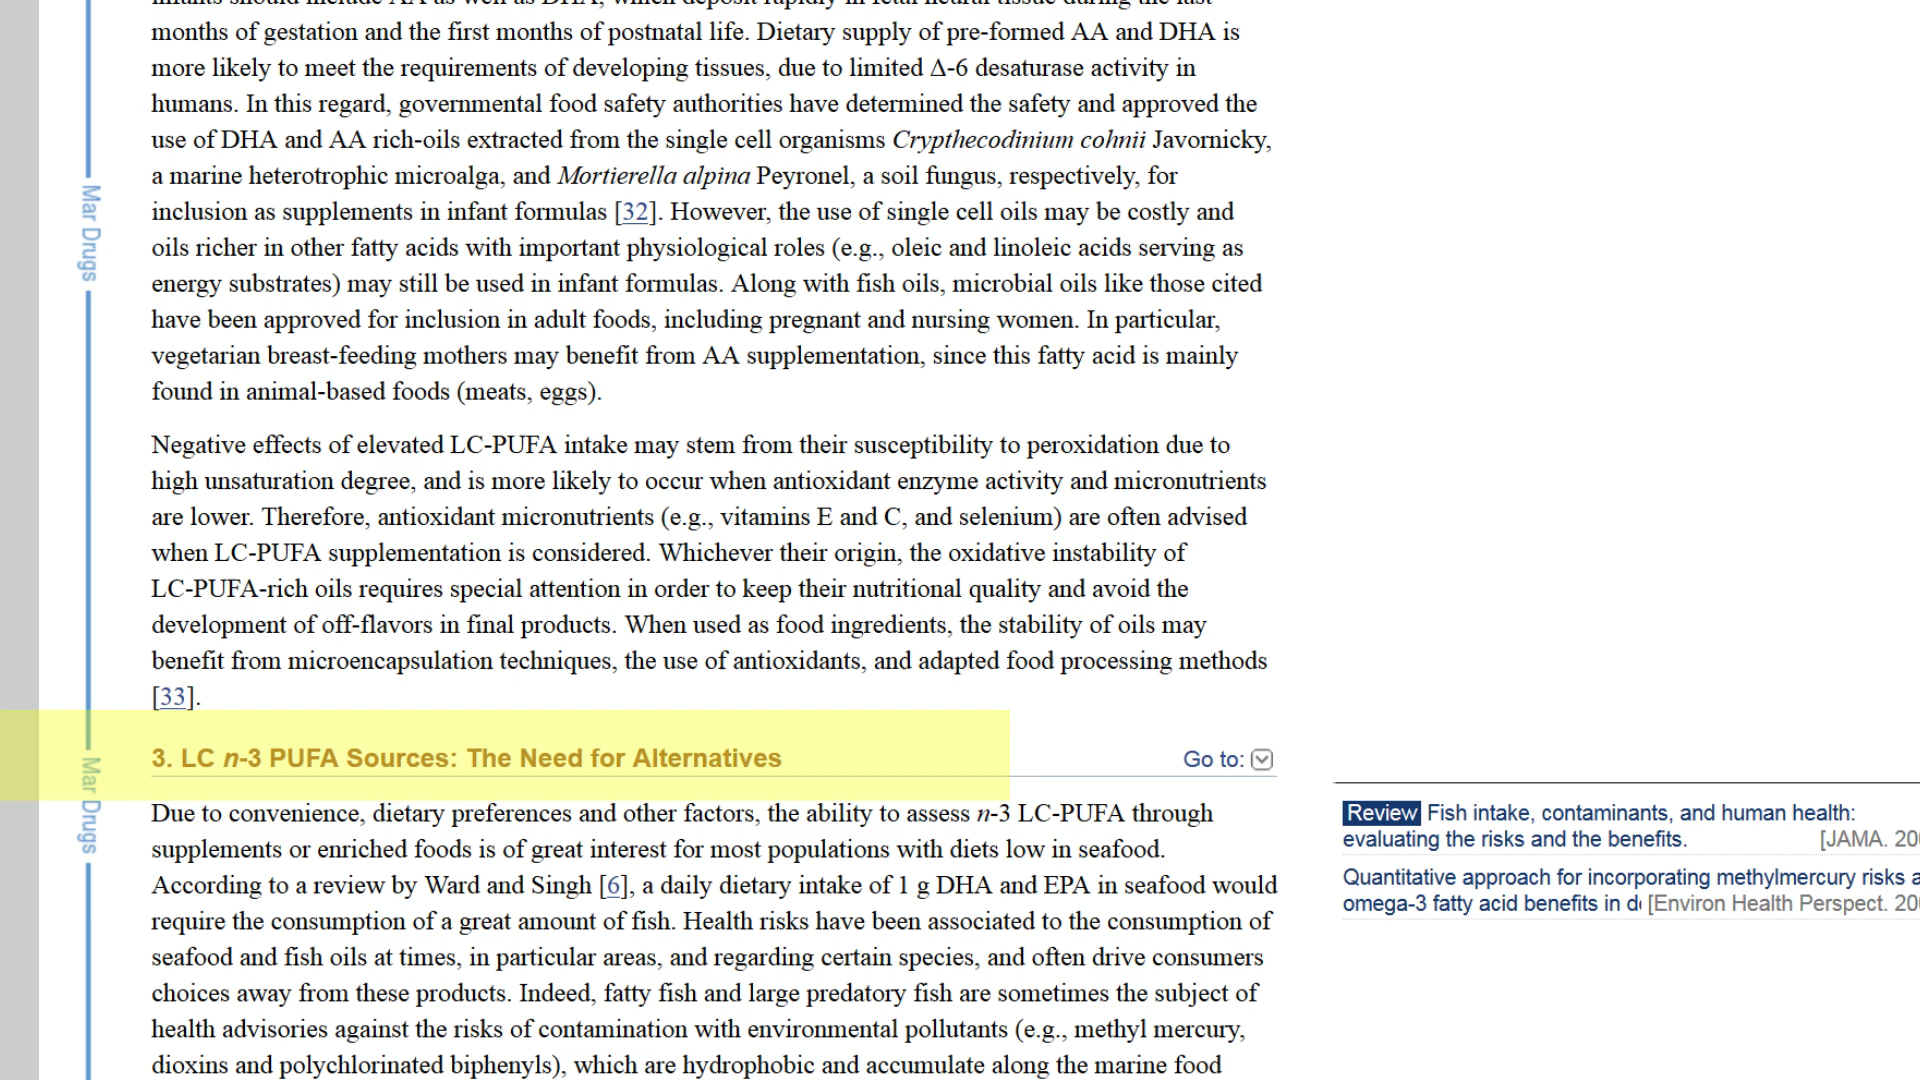 months of gestation and the first months of postnatal life. Dietary supply of pre-formed AA and DHA is
more likely to meet the requirements of developing tissues, due to limited Δ-6 desaturase activity in
humans. In this regard, governmental food safety authorities have determined the safety and approved the
use of DHA and AA rich-oils extracted from the single cell organisms Crypthecodinium cohnii Javornicky,
a marine heterotrophic microalga, and Mortierella alpina Peyronel, a soil fungus, respectively, for
inclusion as supplements in infant formulas [32]. However, the use of single cell oils may be costly and
oils richer in other fatty acids with important physiological roles (e.g., oleic and linoleic acids serving as
energy substrates) may still be used in infant formulas. Along with fish oils, microbial oils like those cited
have been approved for inclusion in adult foods, including pregnant and nursing women. In particular,
vegetarian breast-feeding mothers may benefit from AA supplementation, since this fatty acid is mainly
found in animal-based foods (meats, eggs).
Negative effects of elevated LC-PUFA intake may stem from their susceptibility to peroxidation due to
high unsaturation degree, and is more likely to occur when antioxidant enzyme activity and micronutrients
are lower. Therefore, antioxidant micronutrients (e.g., vitamins E and C, and selenium) are often advised
when LC-PUFA supplementation is considered. Whichever their origin, the oxidative instability of
LC-PUFA-rich oils requires special attention in order to keep their nutritional quality and avoid the
development of off-flavors in final products. When used as food ingredients, the stability of oils may
benefit from microencapsulation techniques, the use of antioxidants, and adapted food processing methods
[33].
3. LC n-3 PUFA Sources: The Need for Alternatives
Go to:
Due to convenience, dietary preferences and other factors, the ability to assess n-3 LC-PUFA through
supplements or enriched foods is of great interest for most populations with diets low in seafood.
According to a review by Ward and Singh [6], a daily dietary intake of 1 g DHA and EPA in seafood would
require the consumption of a great amount of fish. Health risks have been associated to the consumption of
seafood and fish oils at times, in particular areas, and regarding certain species, and often drive consumers
choices away from these products. Indeed, fatty fish and large predatory fish are sometimes the subject of
health advisories against the risks of contamination with environmental pollutants (e.g., methyl mercury,
dioxins and polychlorinated biphenyls), which are hydrophobic and accumulate along the marine food
Mar Drugs
Mar Drugs
Review Fish intake, contaminants, and human health:
evaluating the risks and the benefits. [JAMA. 20
Quantitative approach for incorporating methylmercury risks a
omega-3 fatty acid benefits in d [Environ Health Perspect. 20